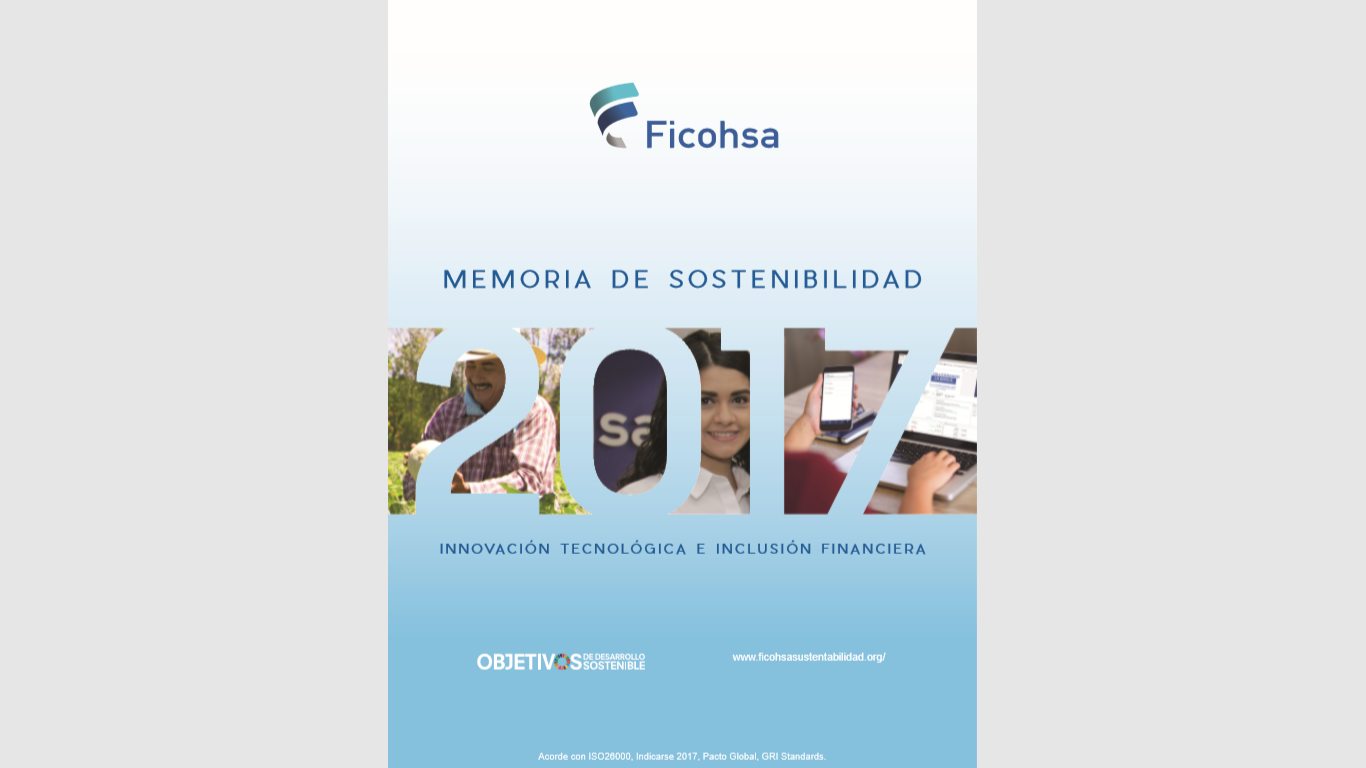 Ficohsa
MEMORIA DE SOSTENIBILIDAD
2017
sa
INNOVACIÓN TECNOLÓGICA E INCLUSIÓN FINANCIERA
OBJETIVOS DE DESARROLLO
SOSTENIBLE
www.ficohsasustentabilidad.org/
Acorde con ISO26000, Indicarse 2017, Pacto Global, GRI Standards.